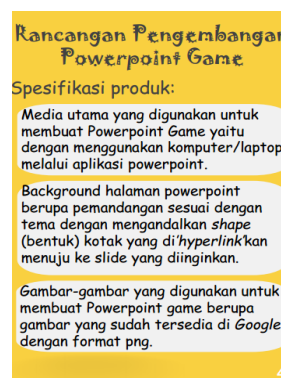 Rancangan Pengembangan
Powerpoint Game
Spesifikasi produk:
Media utama yang digunakan untuk
membuat Powerpoint Game yaitu
dengan menggunakan komputer/laptop
melalui aplikasi powerpoint.
Background halaman powerpoint
berupa pemandangan sesuai dengan
tema dengan mengandalkan shape
(bentuk) kotak yang di'hyperlink'kan
menuju ke slide yang diinginkan.
Gambar-gambar yang digunakan untuk
membuat Powerpoint game berupa
gambar yang sudah tersedia di Google
dengan format png.